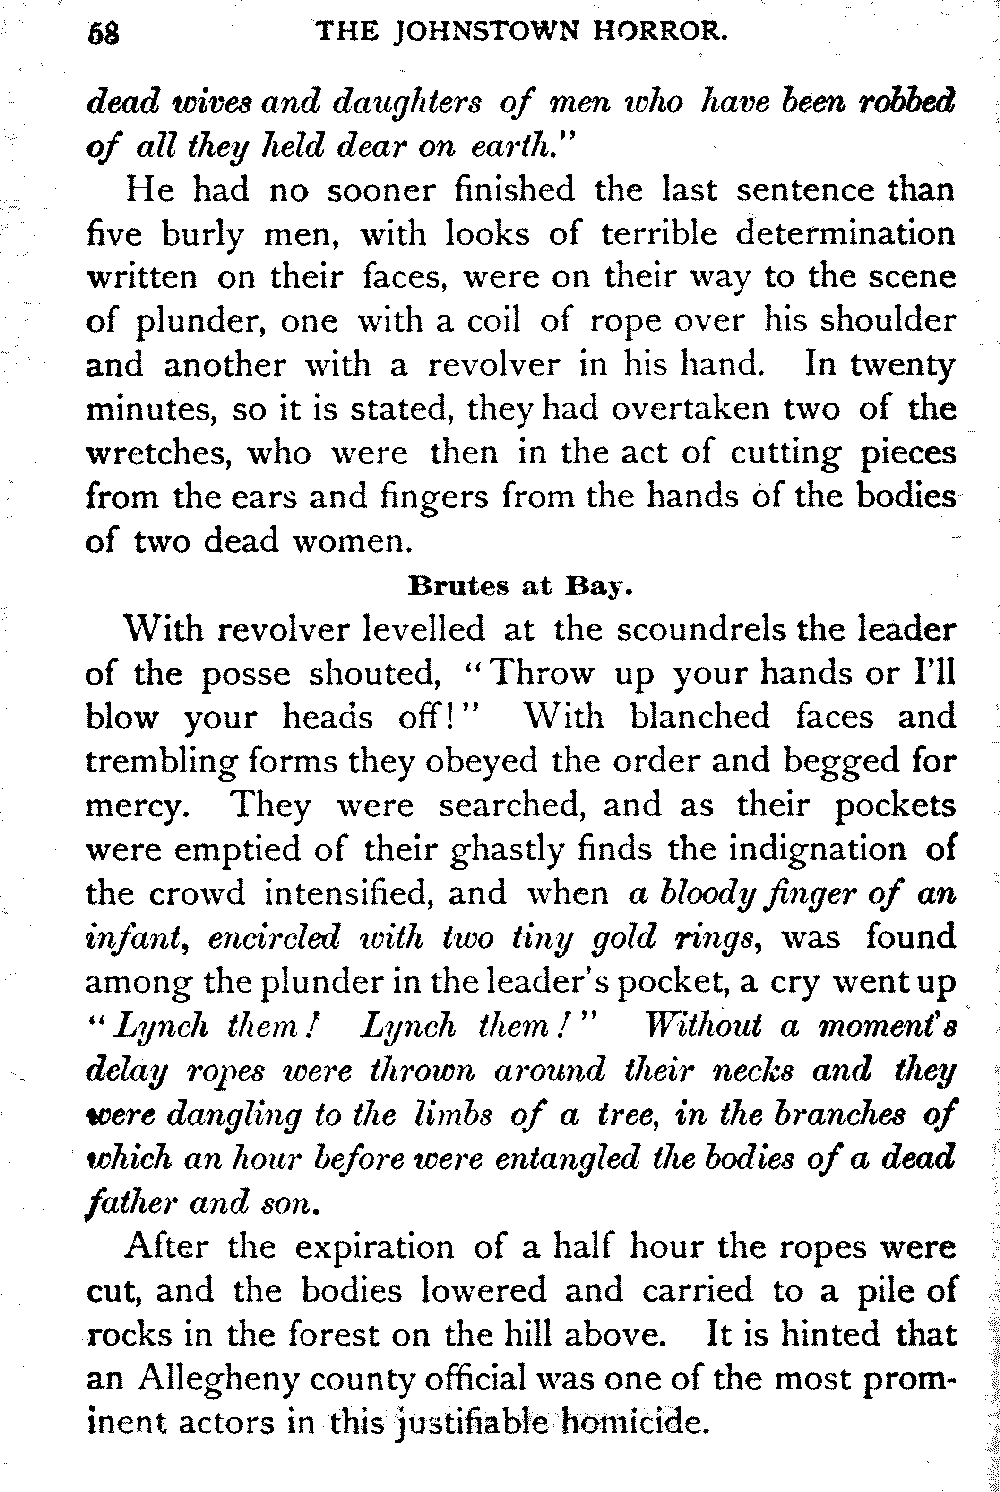 68 THE JOHNSTOWN HORROR.
dead wives and daughters of men who have been robbed
of all they held dear on earth."
He had no sooner finished the last sentence than
five burly men, with looks of terrible determination
written on their faces, were on their way to the scene
of plunder, one with a coil of rope over his shoulder
and another with a revolver in his hand. In twenty
minutes, so it is stated, they had overtaken two of the
wretches, who were then in the act of cutting pieces
from the ears and fingers from the hands of the bodies
of two dead women.
Brutes at Bay.
With revolver levelled at the scoundrels the leader
of the posse shouted, "Throw up your hands or I'll
blow your heads off!" With blanched faces and
trembling forms they obeyed the order and begged for
mercy. They were searched, and as their pockets
were emptied of their ghastly finds the indignation of
the crowd intensified, and when a bloody finger of an
infant, encircled with two tiny gold rings, was found
among the plunder in the leader's pocket, a cry went up
"Lynch them! Lynch them!" Without a moment's
delay ropes were thrown around their necks and they
were dangling to the limbs of a tree, in the branches of
which an hour before were entangled the bodies of a dead
father and son.
After the expiration of a half hour the ropes were
cut, and the bodies lowered and carried to a pile of
rocks in the forest on the hill above. It is hinted that
an Allegheny county official was one of the most prom-
inent actors in this justifiable homicide.